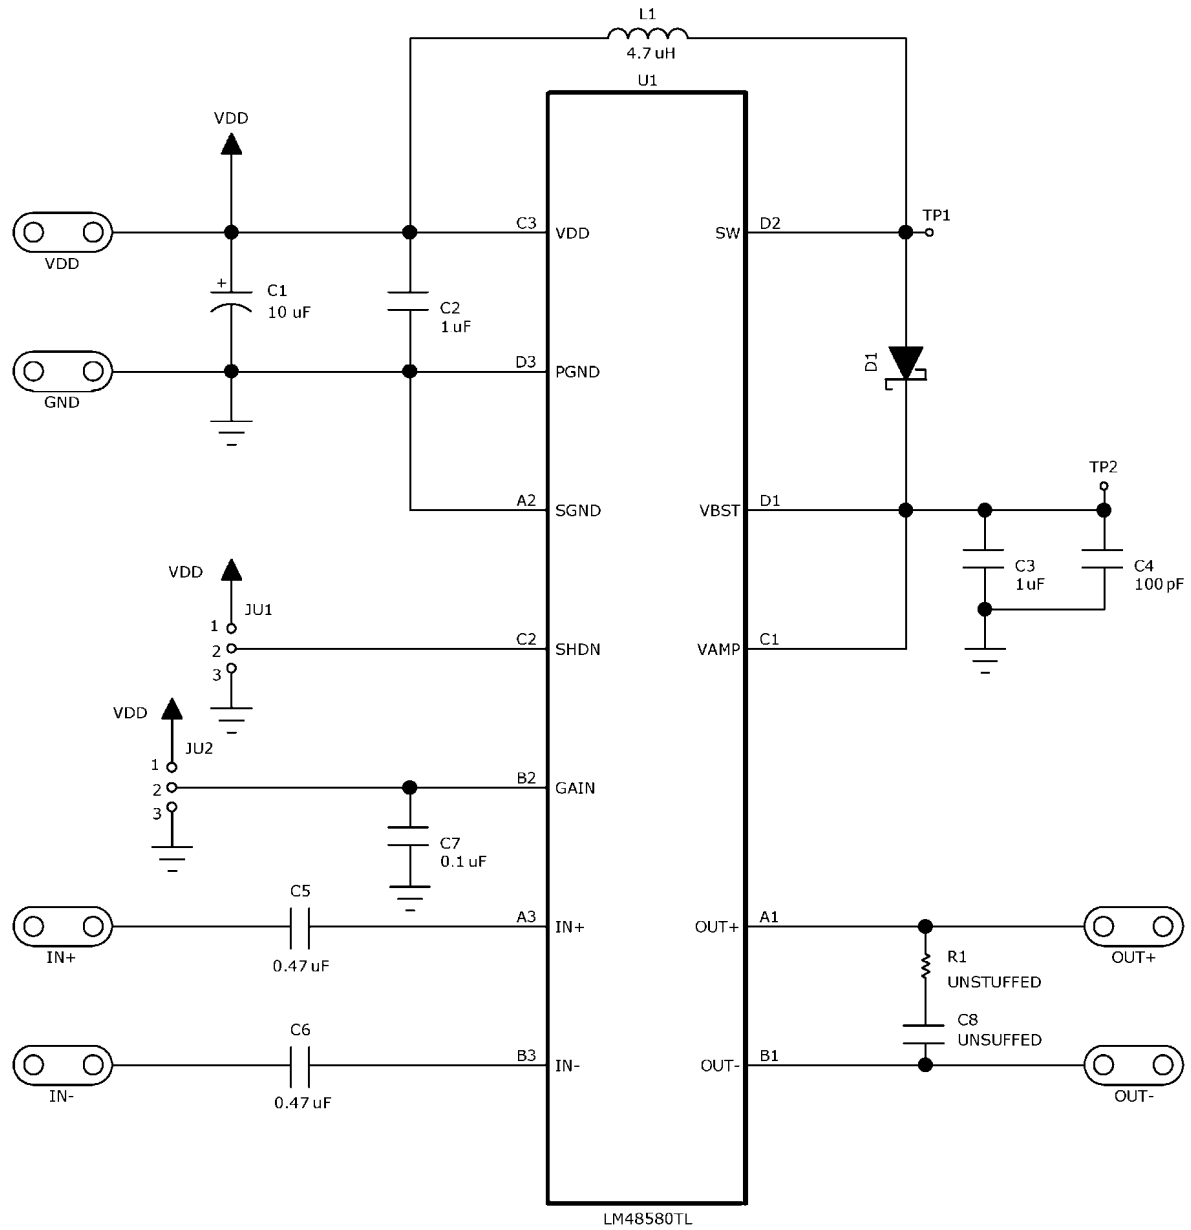 L1
4.7 uH
U1
VDD
C3
VDD
SW
D2
TP1
VDD
+
C1
10 uF
C2
1 uF
D1
D3
PGND
GND
TP2
A2
SGND
VBST
D1
C3
1 uF
C4
100 pF
VDD
JU1
1
2
3
C2
SHDN
VAMP
C1
VDD
JU2
1
2
3
B2
GAIN
C7
0.1 uF
C5
0.47 uF
IN+
A3
IN+
OUT+
A1
R1
UNSTUFFED
OUT+
C6
0.47 uF
IN-
B3
IN-
OUT-
B1
C8
UNSUFFED
OUT-
LM48580TL